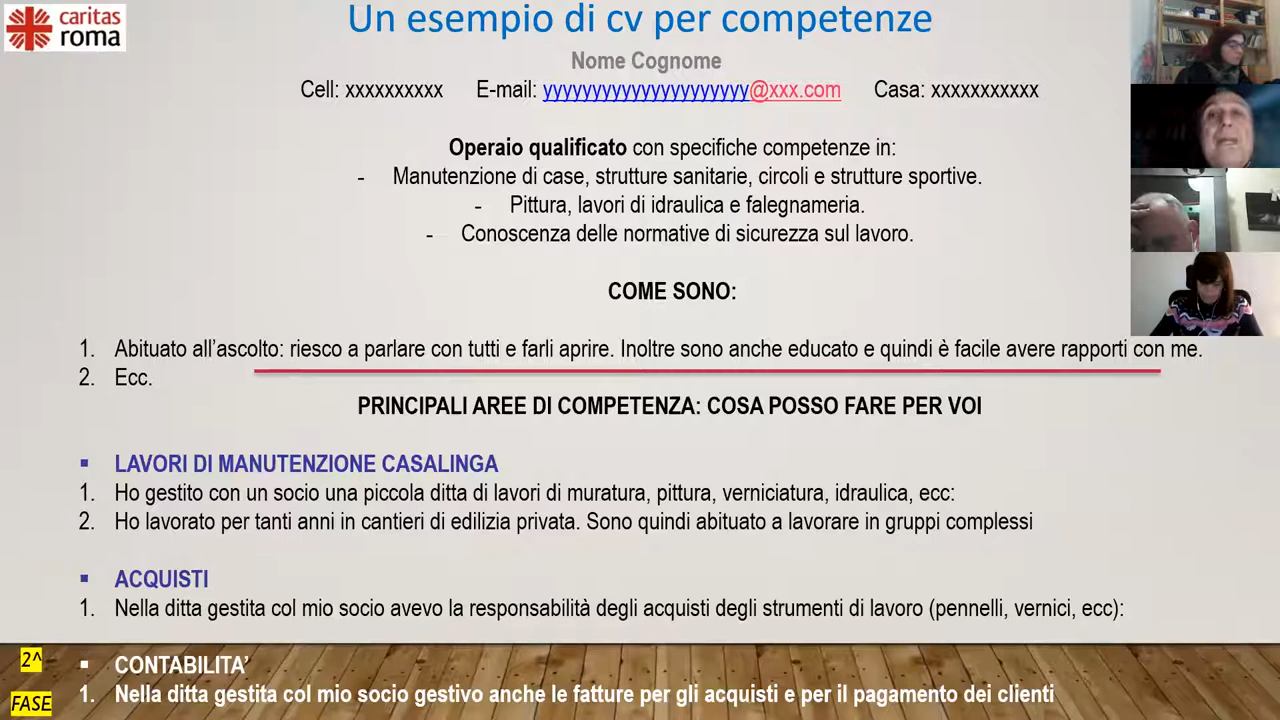 caritas
roma
Un esempio di cv per competenze
Nome Cognome
Cell: xxxxxxxxxx E-mail: yyyyyyyyyyyyyyyyyyyyy@xxx.com Casa: xxxxxxxxxxx
Operaio qualificato con specifiche competenze in:
- Manutenzione di case, strutture sanitarie, circoli e strutture sportive.
- Pittura, lavori di idraulica e falegnameria.
- Conoscenza delle normative di sicurezza sul lavoro.
COME SONO:
1. Abituato all’ascolto: riesco a parlare con tutti e farli aprire. Inoltre sono anche educato e quindi è facile avere rapporti con me.
2. Ecc.
PRINCIPALI AREE DI COMPETENZA: COSA POSSO FARE PER VOI
▪ LAVORI DI MANUTENZIONE CASALINGA
1. Ho gestito con un socio una piccola ditta di lavori di muratura, pittura, verniciatura, idraulica, ecc:
2. Ho lavorato per tanti anni in cantieri di edilizia privata. Sono quindi abituato a lavorare in gruppi complessi
▪ ACQUISTI
1. Nella ditta gestita col mio socio avevo la responsabilità degli acquisti degli strumenti di lavoro (pennelli, vernici, ecc):
▪ CONTABILITA’
1. Nella ditta gestita col mio socio gestivo anche le fatture per gli acquisti e per il pagamento dei clienti
2^
FASE